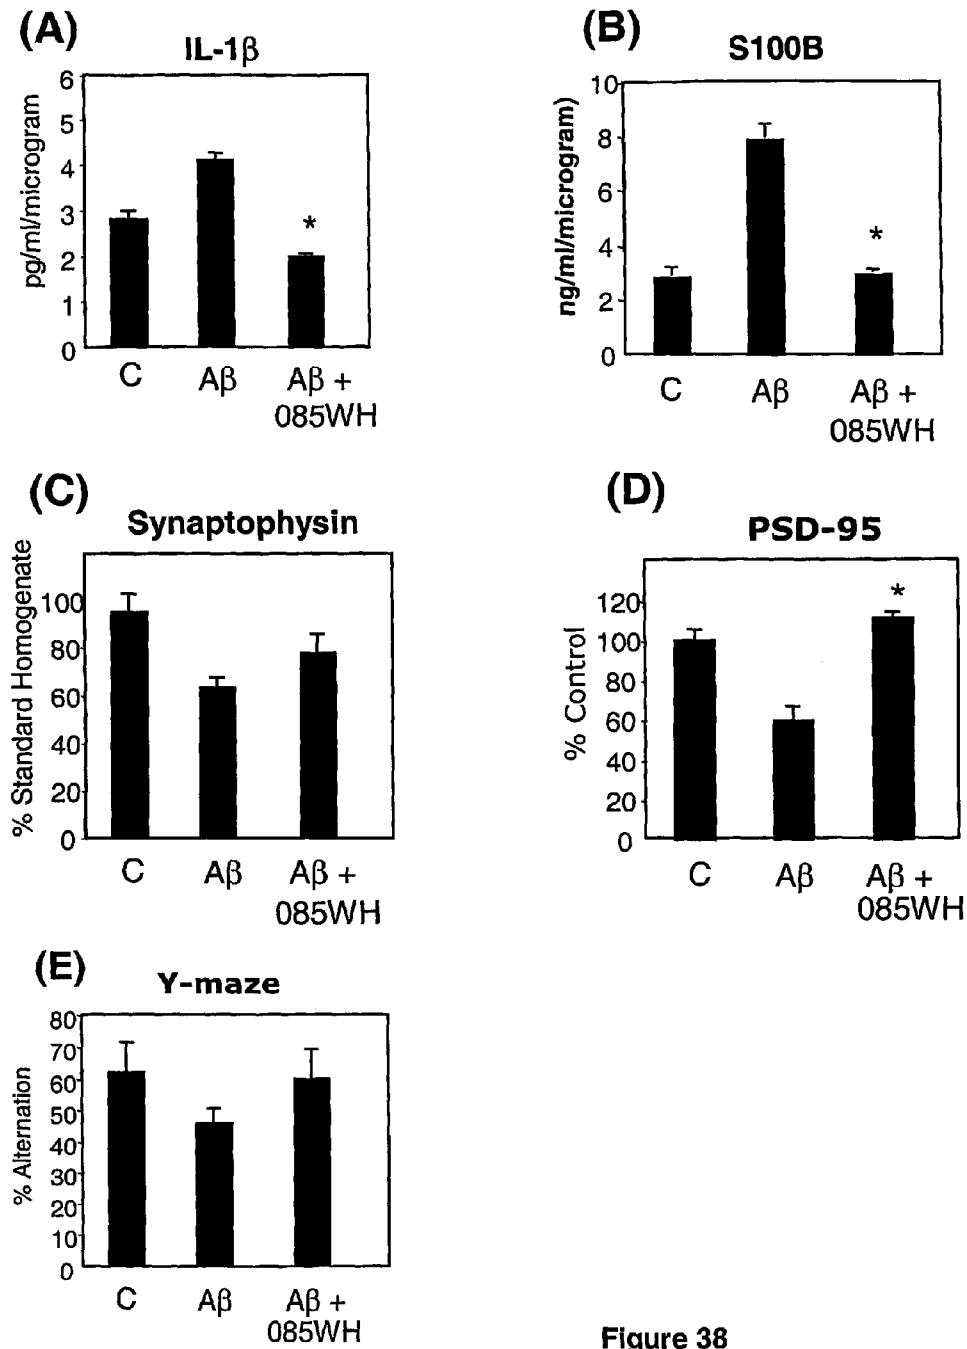 (A)
IL-1β
pg/ml/microgram
6
5
4
3
2
1
0
*
C Aβ Aβ +
085WH
(B)
S100B
ng/ml/microgram)
10
8
6
4
2
0
*
C Aβ Aβ +
085WH
(C)
Synaptophysin
% Standard Homogenate
100
80
60
40
20
0
C Aβ Aβ +
085WH
(D)
PSD-95
% Control
120
100
80
60
40
20
0
*
C Aβ Aβ +
085WH
(E)
Y-maze
% Alternation
80
70
60
50
40
30
20
10
0
C Aβ Aβ +
085WH
Figure 38